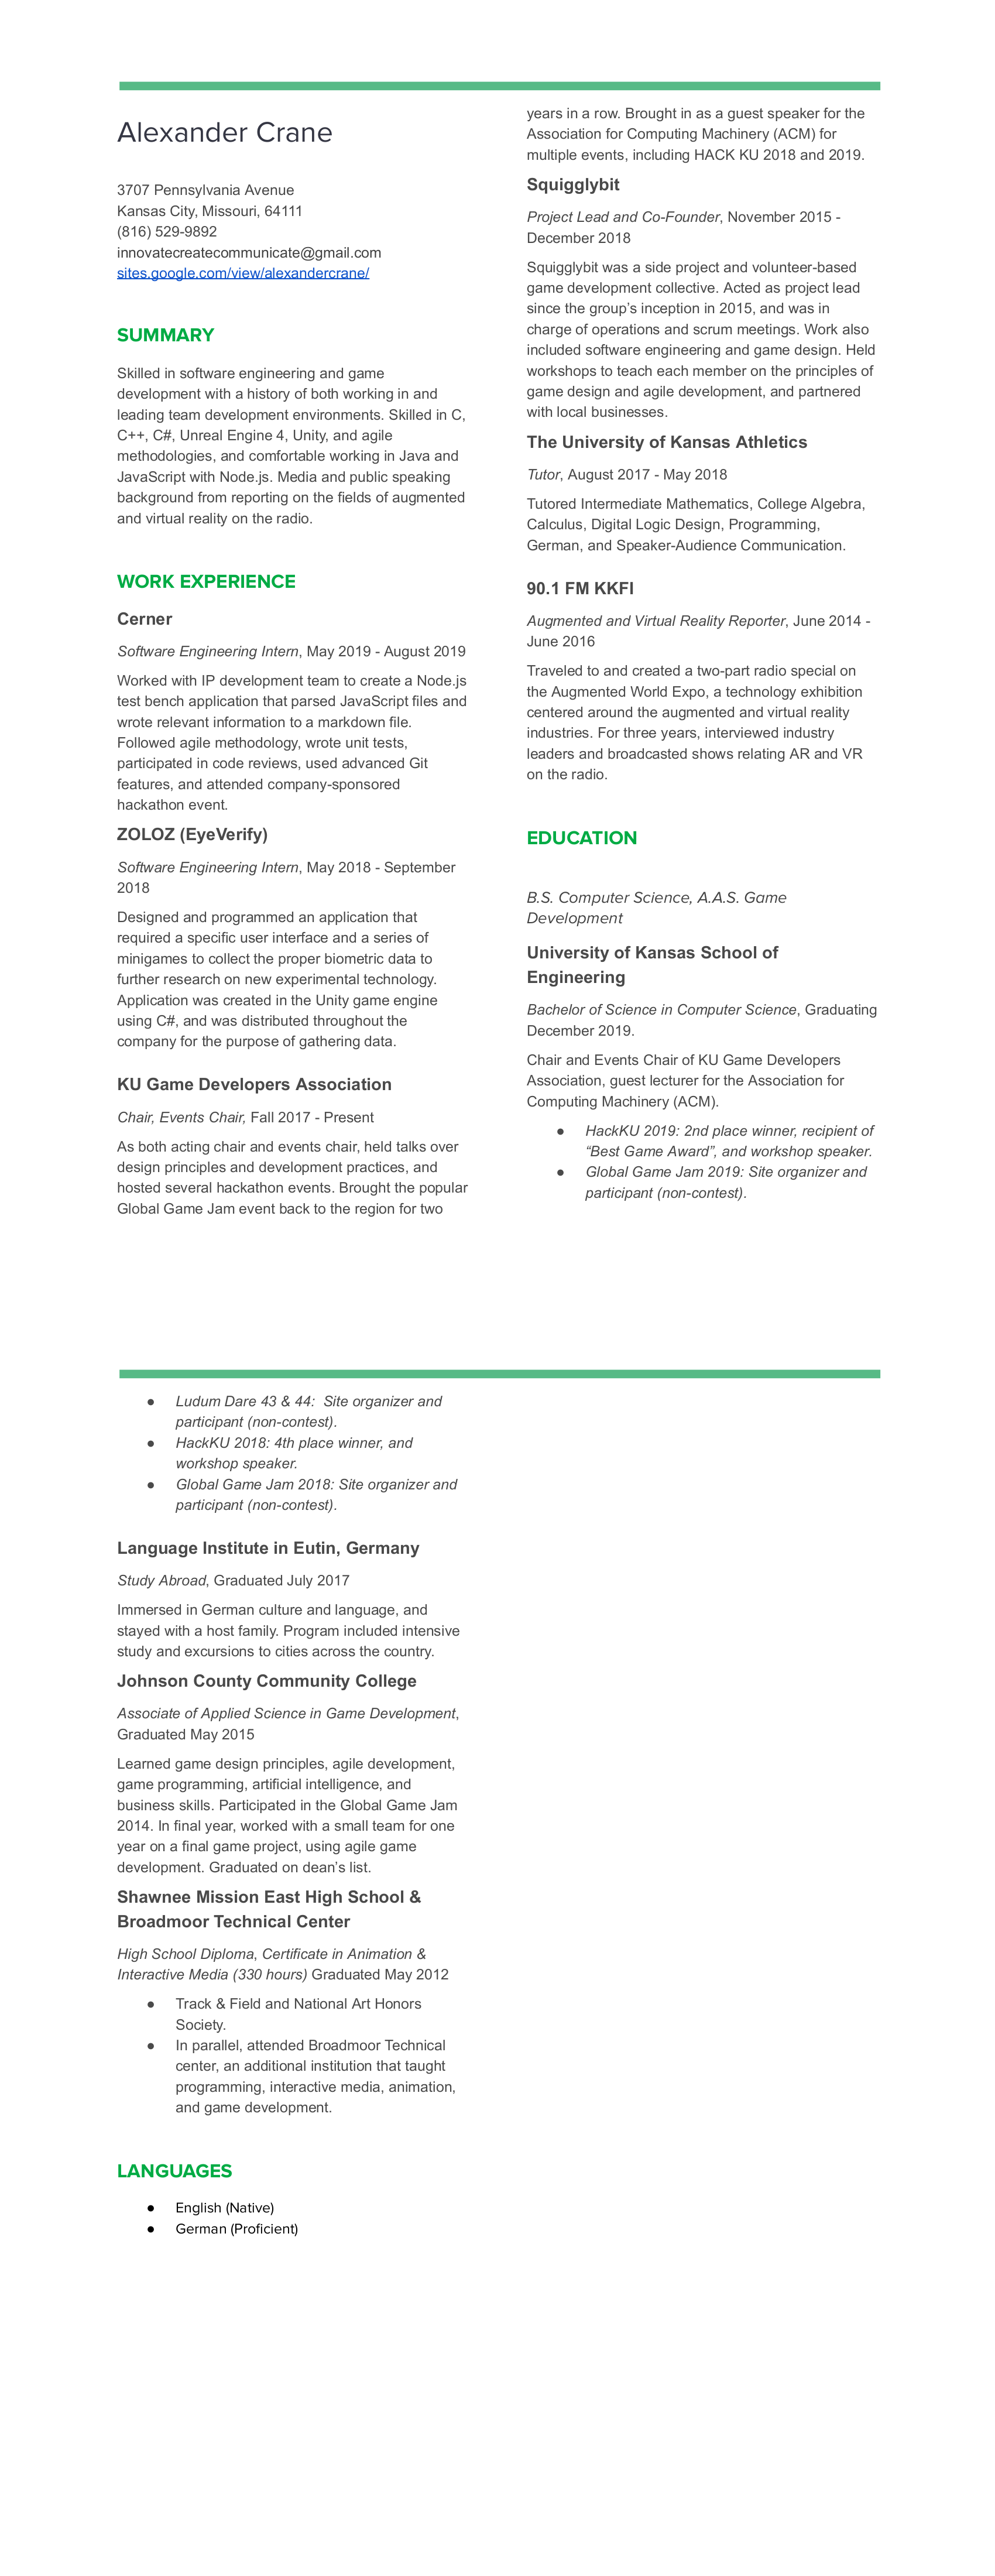 Alexander Crane
3707 Pennsylvania Avenue
Kansas City, Missouri, 64111
(816) 529-9892
innovatecreatecommunicate@gmail.com
sites.google.com/view/alexandercrane/
SUMMARY
Skilled in software engineering and game
development with a history of both working in and
leading team development environments. Skilled in C,
C++, C#, Unreal Engine 4, Unity, and agile
methodologies, and comfortable working in Java and
JavaScript with Node.js. Media and public speaking
background from reporting on the fields of augmented
and virtual reality on the radio.
WORK EXPERIENCE
Cerner
Software Engineering Intern, May 2019 - August 2019
Worked with IP development team to create a Node.js
test bench application that parsed JavaScript files and
wrote relevant information to a markdown file.
Followed agile methodology, wrote unit tests,
participated in code reviews, used advanced Git
features, and attended company-sponsored
hackathon event.
ZOLOZ (EyeVerify)
Software Engineering Intern, May 2018 - September
2018
Designed and programmed an application that
required a specific user interface and a series of
minigames to collect the proper biometric data to
further research on new experimental technology.
Application was created in the Unity game engine
using C#, and was distributed throughout the
company for the purpose of gathering data.
KU Game Developers Association
Chair, Events Chair, Fall 2017 - Present
As both acting chair and events chair, held talks over
design principles and development practices, and
hosted several hackathon events. Brought the popular
Global Game Jam event back to the region for two
years in a row. Brought in as a guest speaker for the
Association for Computing Machinery (ACM) for
multiple events, including HACK KU 2018 and 2019.
Squigglybit
Project Lead and Co-Founder, November 2015 -
December 2018
Squigglybit was a side project and volunteer-based
game development collective. Acted as project lead
since the group's inception in 2015, and was in
charge of operations and scrum meetings. Work also
included software engineering and game design. Held
workshops to teach each member on the principles of
game design and agile development, and partnered
with local businesses.
The University of Kansas Athletics
Tutor, August 2017 - May 2018
Tutored Intermediate Mathematics, College Algebra,
Calculus, Digital Logic Design, Programming,
German, and Speaker-Audience Communication.
90.1 FM KKFI
Augmented and Virtual Reality Reporter, June 2014 -
June 2016
Traveled to and created a two-part radio special on
the Augmented World Expo, a technology exhibition
centered around the augmented and virtual reality
industries. For three years, interviewed industry
leaders and broadcasted shows relating AR and VR
on the radio.
EDUCATION
B.S. Computer Science, A.A.S. Game
Development
University of Kansas School of
Engineering
Bachelor of Science in Computer Science, Graduating
December 2019.
Chair and Events Chair of KU Game Developers
Association, guest lecturer for the Association for
Computing Machinery (ACM).
● HackKU 2019: 2nd place winner, recipient of
“Best Game Award”, and workshop speaker.
● Global Game Jam 2019: Site organizer and
participant (non-contest).
● Ludum Dare 43 & 44:  Site organizer and
participant (non-contest).
● HackKU 2018: 4th place winner, and
workshop speaker.
● Global Game Jam 2018: Site organizer and
participant (non-contest).
Language Institute in Eutin, Germany
Study Abroad, Graduated July 2017
Immersed in German culture and language, and
stayed with a host family. Program included intensive
study and excursions to cities across the country.
Johnson County Community College
Associate of Applied Science in Game Development,
Graduated May 2015
Learned game design principles, agile development,
game programming, artificial intelligence, and
business skills. Participated in the Global Game Jam
2014. In final year, worked with a small team for one
year on a final game project, using agile game
development. Graduated on dean's list.
Shawnee Mission East High School &
Broadmoor Technical Center
High School Diploma, Certificate in Animation &
Interactive Media (330 hours) Graduated May 2012
● Track & Field and National Art Honors
Society.
● In parallel, attended Broadmoor Technical
center, an additional institution that taught
programming, interactive media, animation,
and game development.
LANGUAGES
● English (Native)
● German (Proficient)